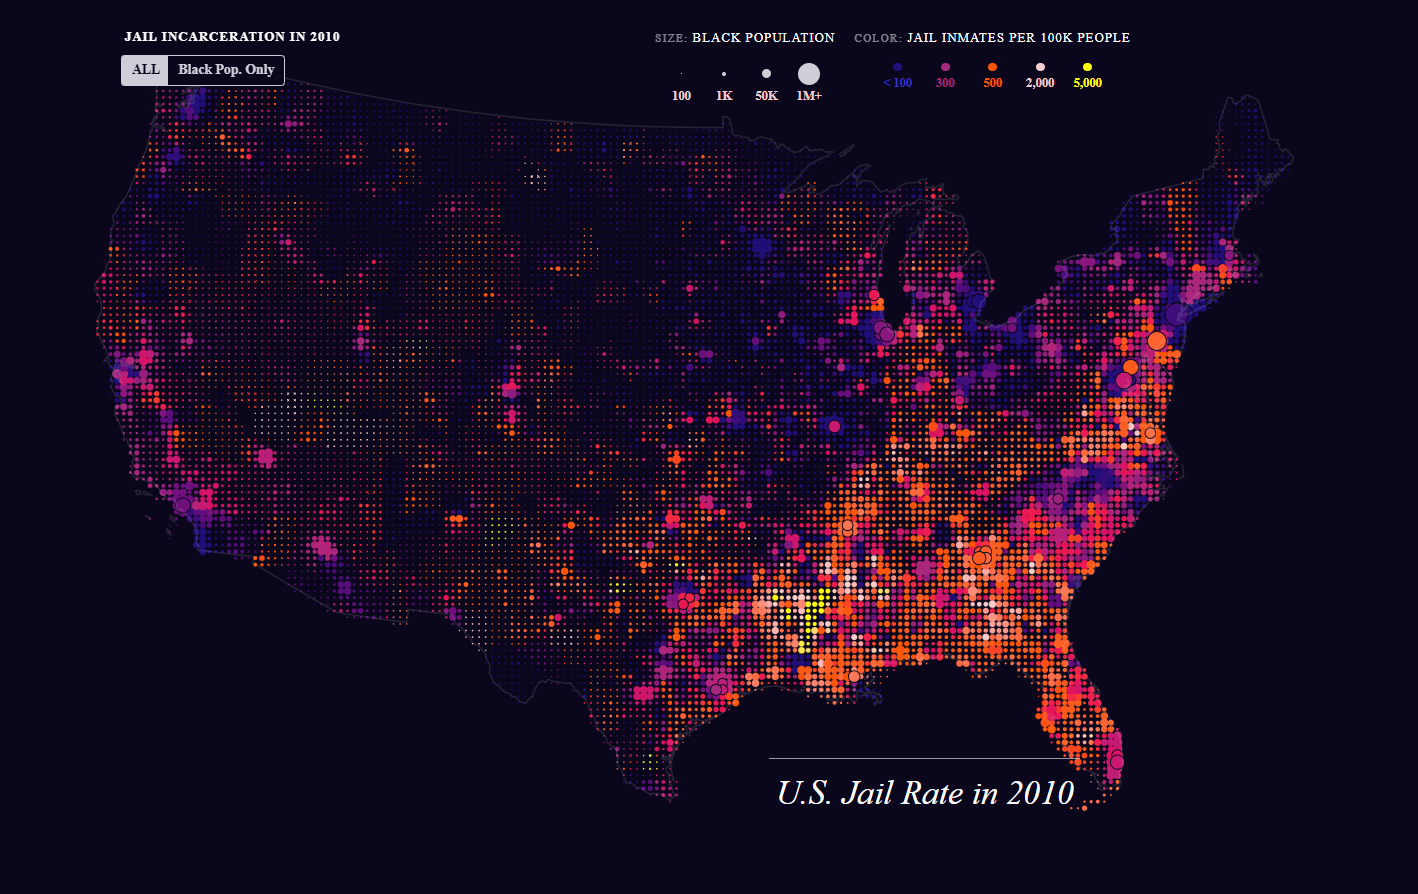 JAIL INCARCERATION IN 2010
ALL Black Pop. Only
SIZE: BLACK POPULATION
100 1K 50K 1M+
COLOR: JAIL INMATES PER 100K PEOPLE
<100 300 500 2,000 5,000
U.S. Jail Rate in 2010